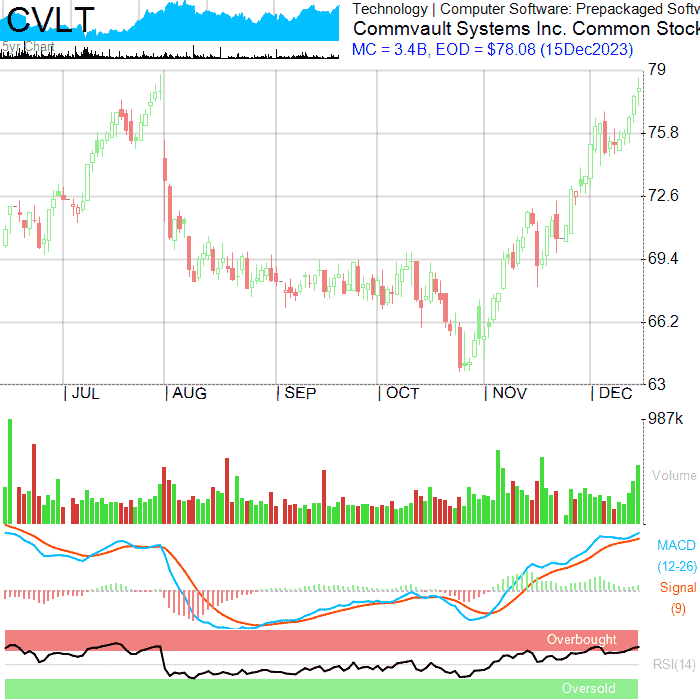 CVLT
5yr Chart
Technology | Computer Software: Prepackaged Softw
Commvault Systems Inc. Common Stock
MC = 3.4B, EOD = $78.08 (15Dec2023)
79
75.8
72.6
69.4
66.2
63
| JUL | AUG | SEP | OCT | NOV | DEC
987k
Volume
MACD
(12-26)
Signal
(9)
Overbought
RSI(14)
Oversold